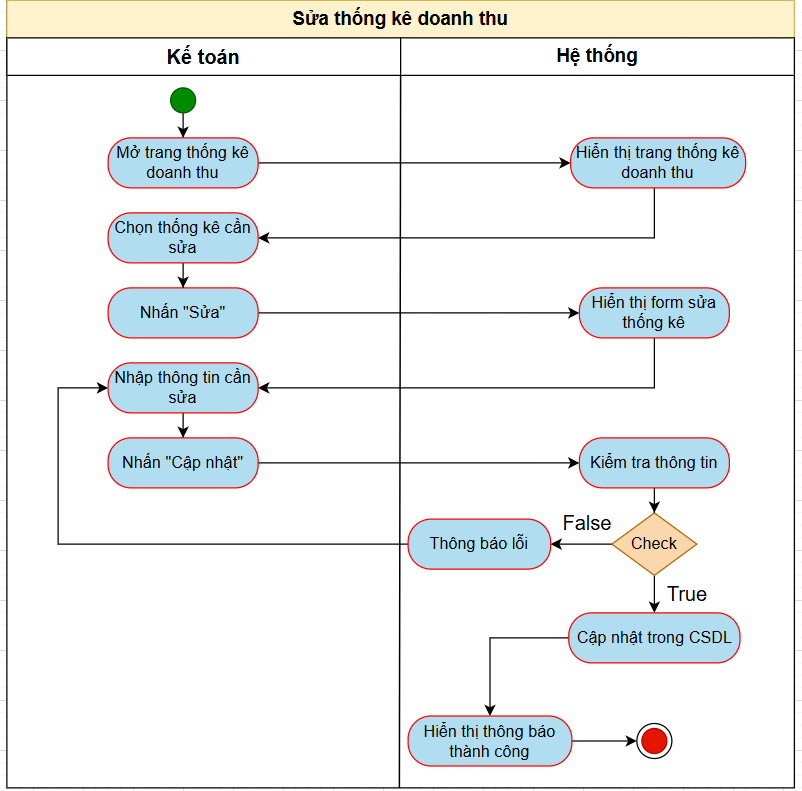 Sửa thống kê doanh thu
Kế toán
Hệ thống
Mở trang thống kê
doanh thu
Hiển thị trang thống kê
doanh thu
Chọn thống kê cần
sửa
Nhấn "Sửa"
Hiển thị form sửa
thống kê
Nhập thông tin cần
sửa
Nhấn "Cập nhật"
Kiểm tra thông tin
False
Thông báo lỗi
Check
True
Cập nhật trong CSDL
Hiển thị thông báo
thành công